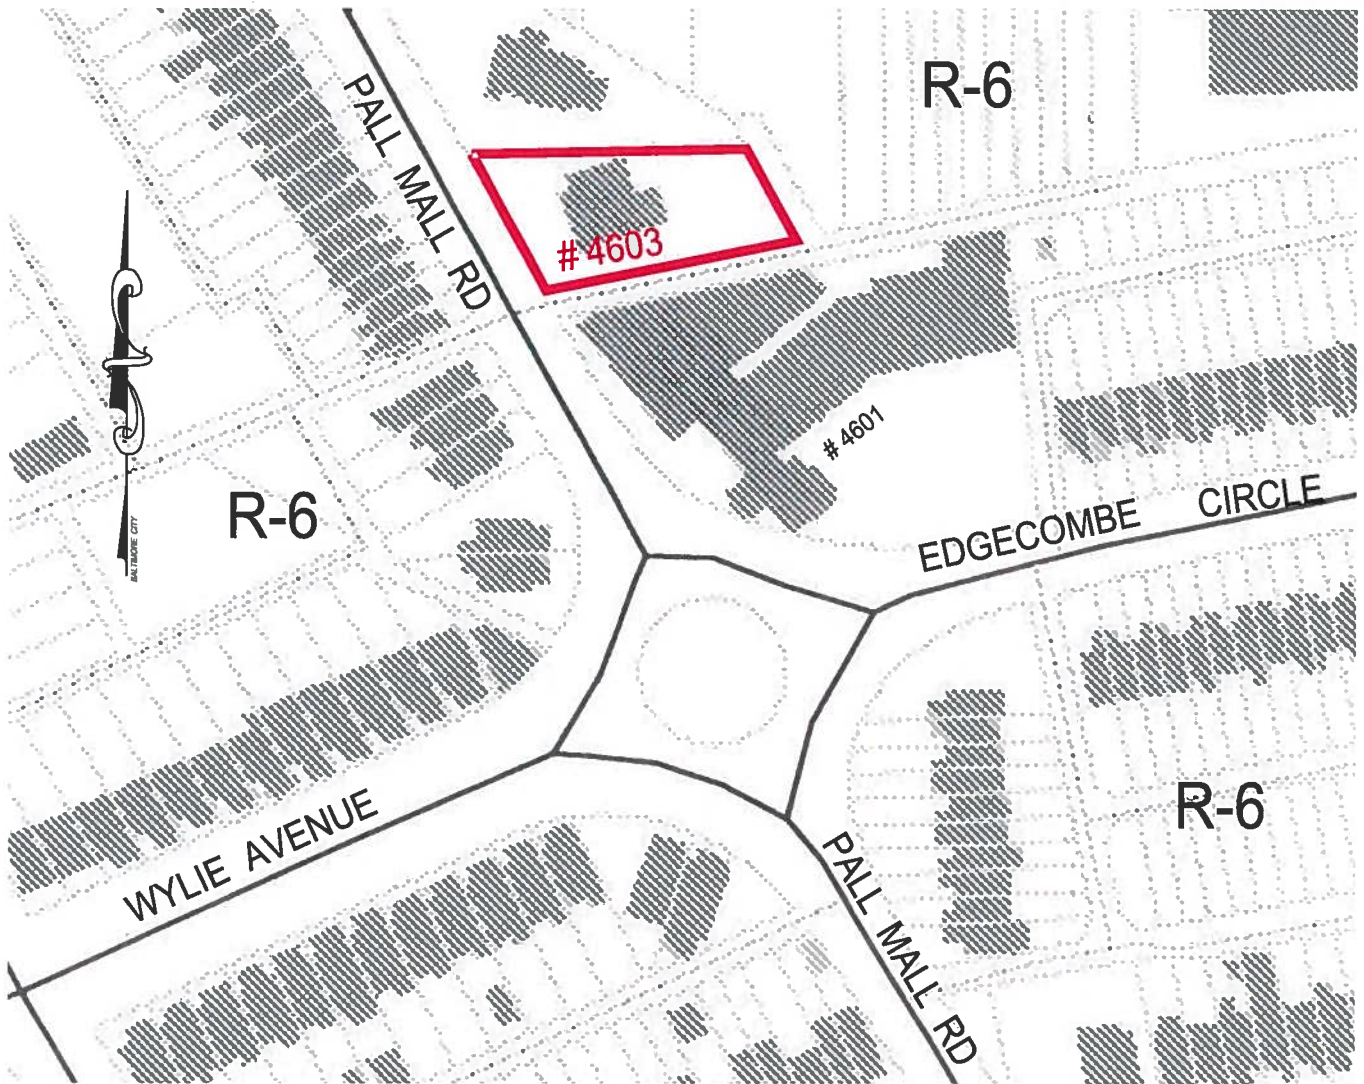 R-6
PALL MALL RD
# 4603
# 4601
R-6
EDGECOMBE CIRCLE
BALTIMORE CITY
R-6
WYLIE AVENUE
PALL MALL RD